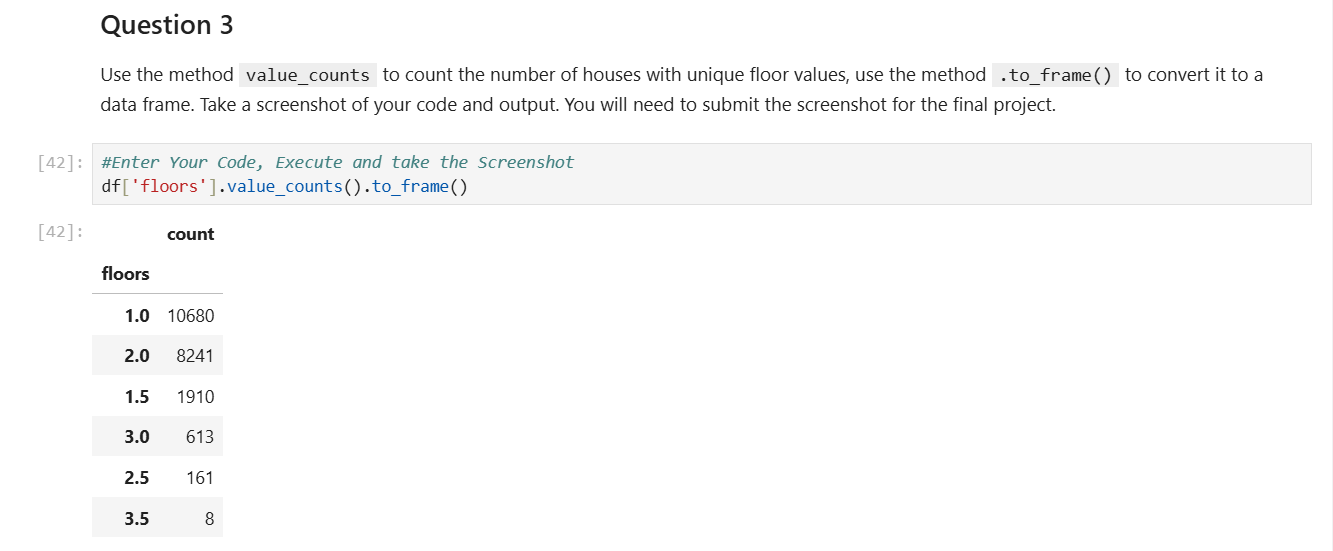 Question 3
Use the method value_counts to count the number of houses with unique floor values, use the method .to_frame() to convert it to a
data frame. Take a screenshot of your code and output. You will need to submit the screenshot for the final project.
[42]: #Enter Your Code, Execute and take the Screenshot
df['floors'].value_counts().to_frame()
[42]: count
floors
1.0 10680
2.0 8241
1.5 1910
3.0 613
2.5 161
3.5 8